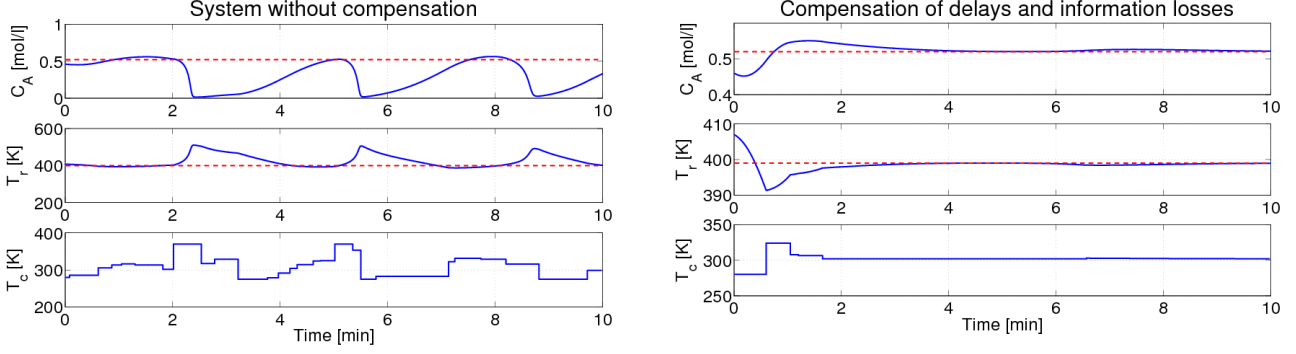 System without compensation
1
0.5
0
C_A [mol/l]
0 2 4 6 8 10
600
400
200
T_r [K]
0 2 4 6 8 10
400
300
200
T_c [K]
0 2 4 6 8 10
Time [min]
Compensation of delays and information losses
0.5
0.4
C_A [mol/l]
0 2 4 6 8 10
410
400
390
T_r [K]
0 2 4 6 8 10
350
300
250
T_c [K]
0 2 4 6 8 10
Time [min]